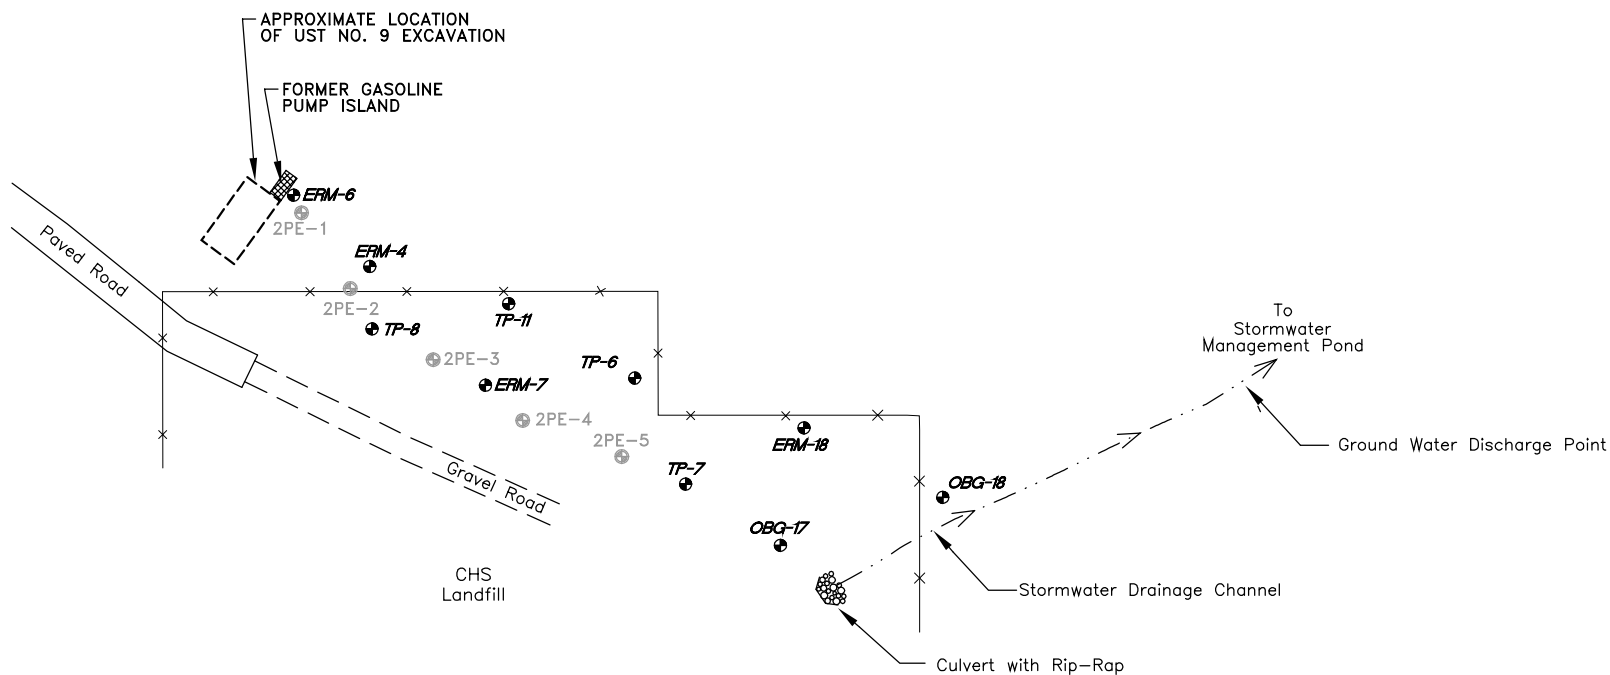 APPROXIMATE LOCATION
OF UST NO. 9 EXCAVATION
FORMER GASOLINE
PUMP ISLAND
ERM-6
2PE-1
Paved Road
ERM-4
2PE-2
TP-8
TP-11
2PE-3
TP-6
ERM-7
2PE-4
2PE-5
ERM-18
TP-7
Gravel Road
OBG-18
OBG-17
To
Stormwater
Management Pond
Ground Water Discharge Point
CHS
Landfill
Stormwater Drainage Channel
Culvert with Rip-Rap